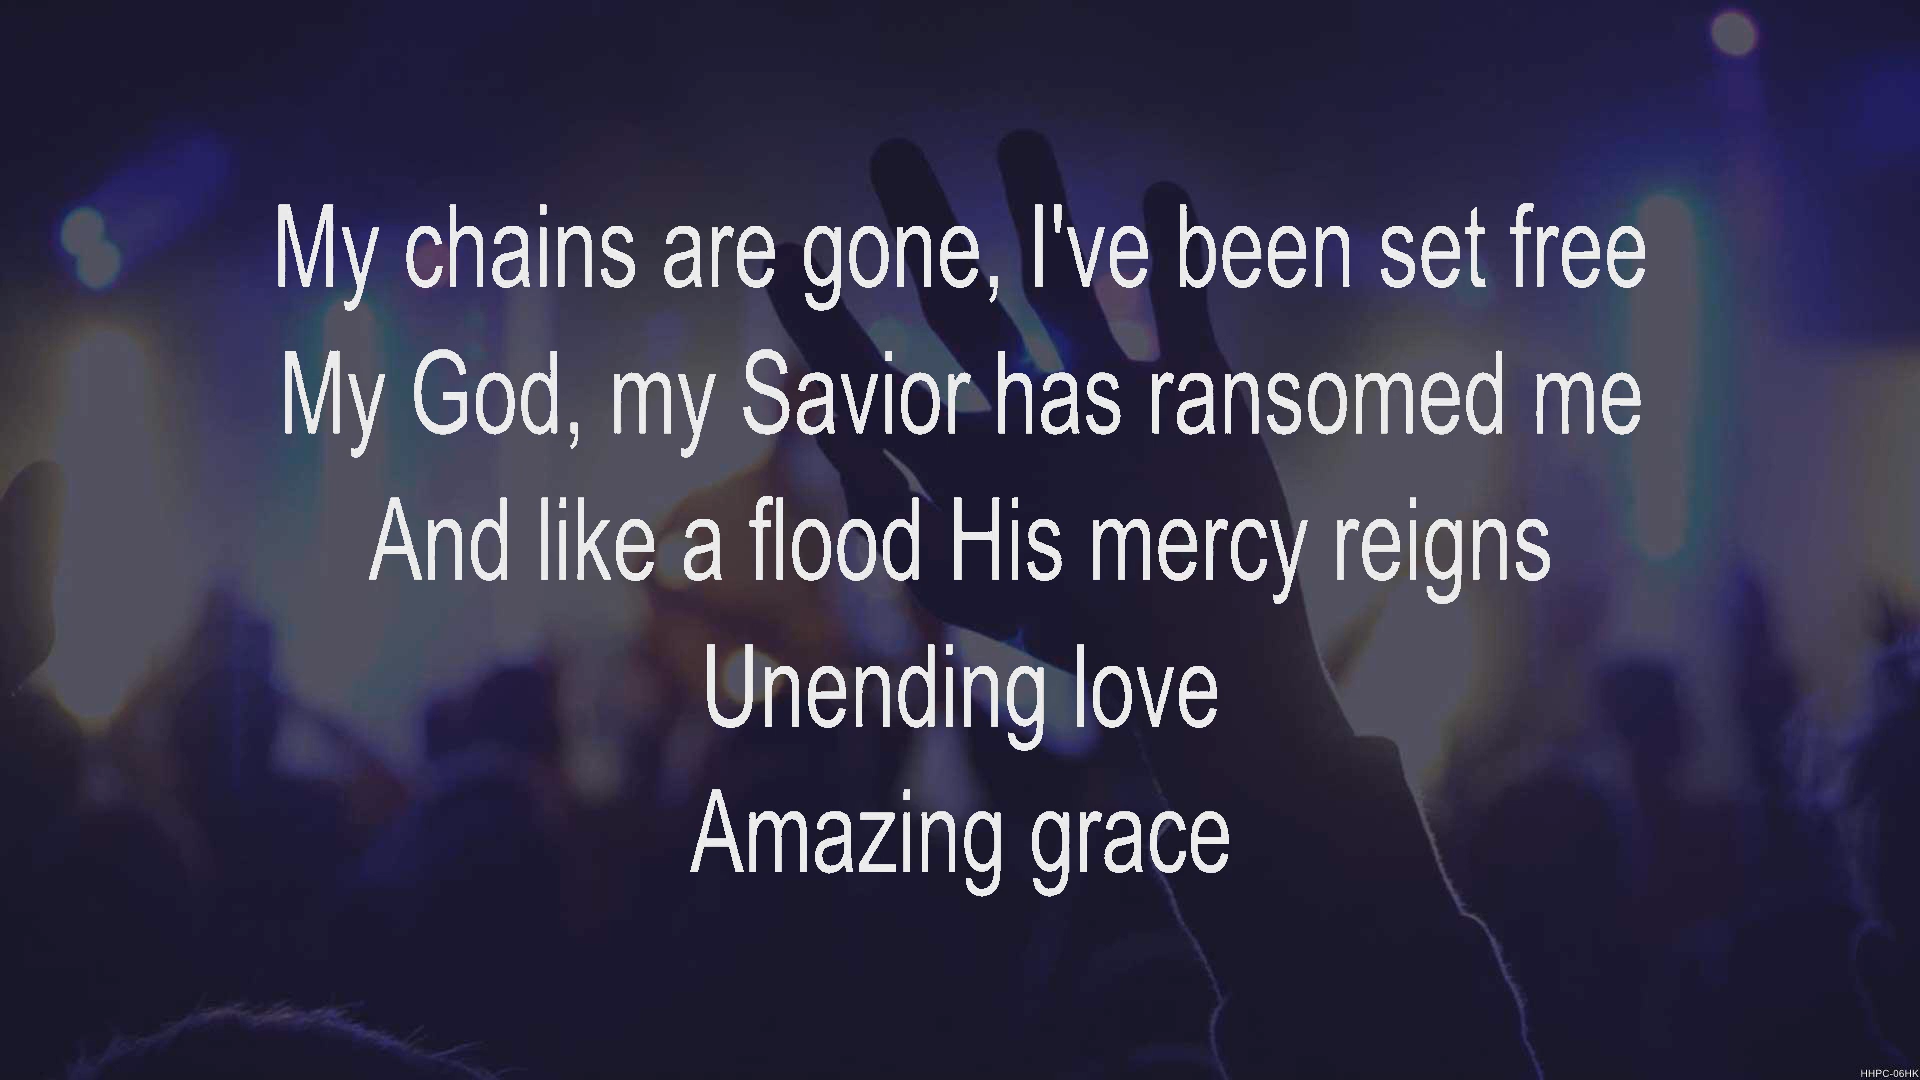 My chains are gone, I've been set free
My God, my Savior has ransomed me
And like a flood His mercy reigns
Unending love
Amazing grace
HHPC-06HK